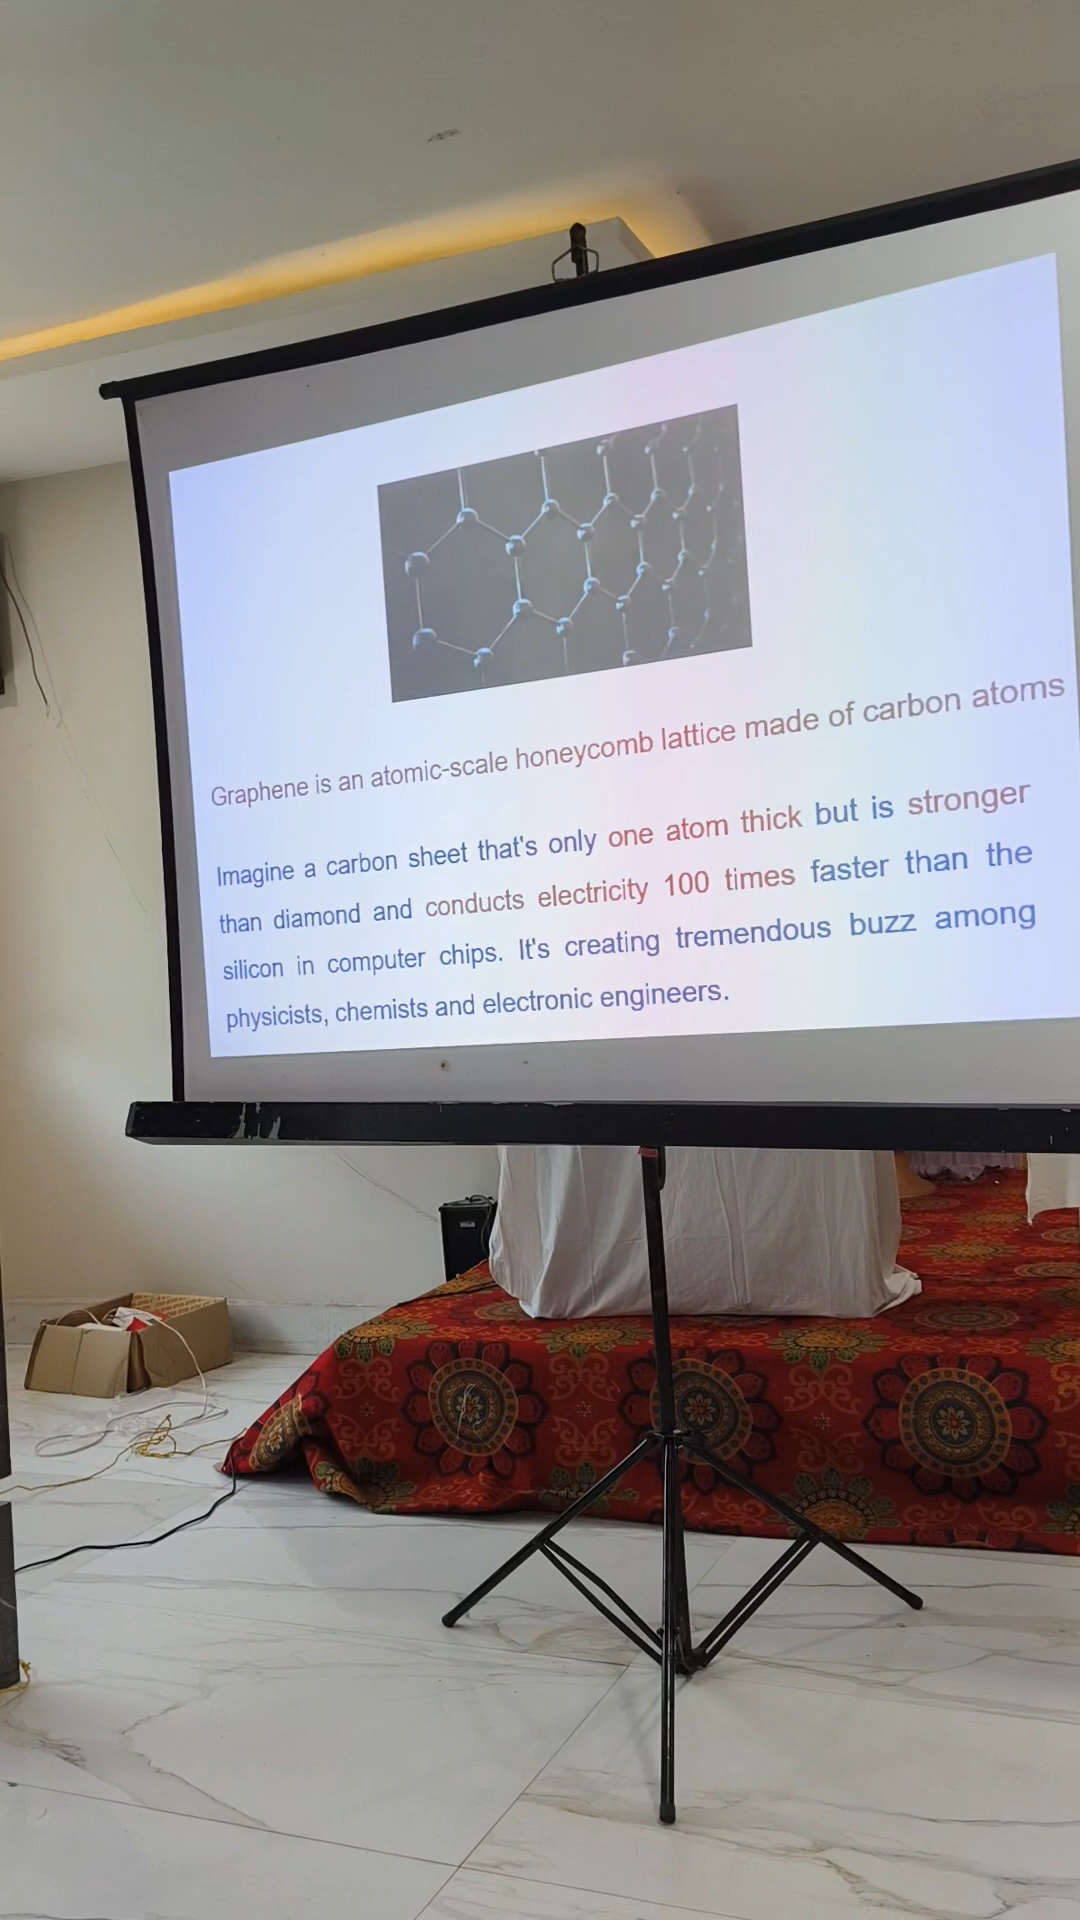 Graphene is an atomic-scale honeycomb lattice made of carbon atoms
Imagine a carbon sheet that's only one atom thick but is stronger
than diamond and conducts electricity 100 times faster than the
silicon in computer chips. It's creating tremendous buzz among
physicists, chemists and electronic engineers.